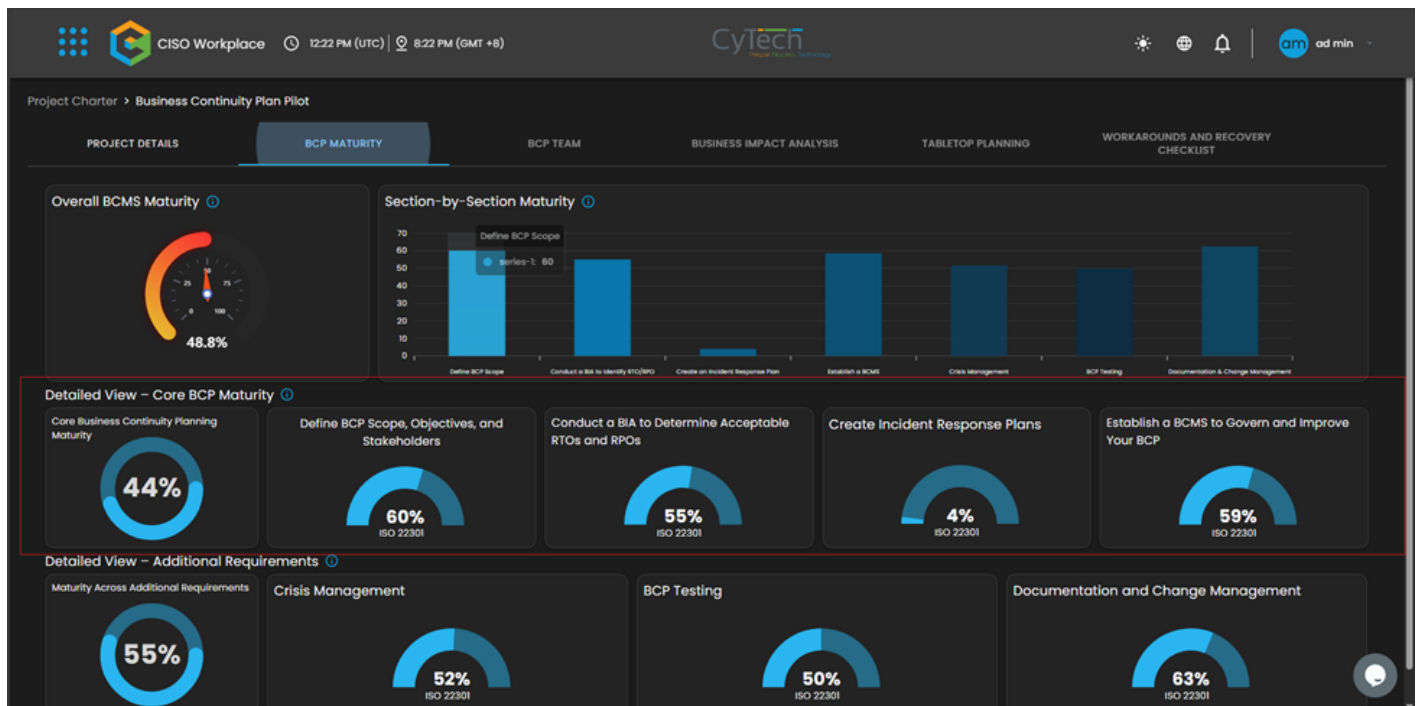 CISO Workplace
12:22 PM (UTC)
8:22 PM (GMT +8)
CyTech
People. Process. Technology.
am
ad min
Project Charter > Business Continuity Plan Pilot
PROJECT DETAILS
BCP MATURITY
BCP TEAM
BUSINESS IMPACT ANALYSIS
TABLETOP PLANNING
WORKAROUNDS AND RECOVERY
CHECKLIST
Overall BCMS Maturity
0
25
50
75
100
48.8%
Section-by-Section Maturity
70
60
50
40
30
20
10
0
Define BCP Scope
series-1: 60
Define BCP Scope
Conduct a BIA to Identify RTO/RPO
Create an Incident Response Plan
Establish a BCMS
Crisis Management
BCP Testing
Documentation & Change Management
Detailed View – Core BCP Maturity
Core Business Continuity Planning
Maturity
44%
Define BCP Scope, Objectives, and
Stakeholders
60%
ISO 22301
Conduct a BIA to Determine Acceptable
RTOs and RPOs
55%
ISO 22301
Create Incident Response Plans
4%
ISO 22301
Establish a BCMS to Govern and Improve
Your BCP
59%
ISO 22301
Detailed View – Additional Requirements
Maturity Across Additional Requirements
55%
Crisis Management
52%
ISO 22301
BCP Testing
50%
ISO 22301
Documentation and Change Management
63%
ISO 22301